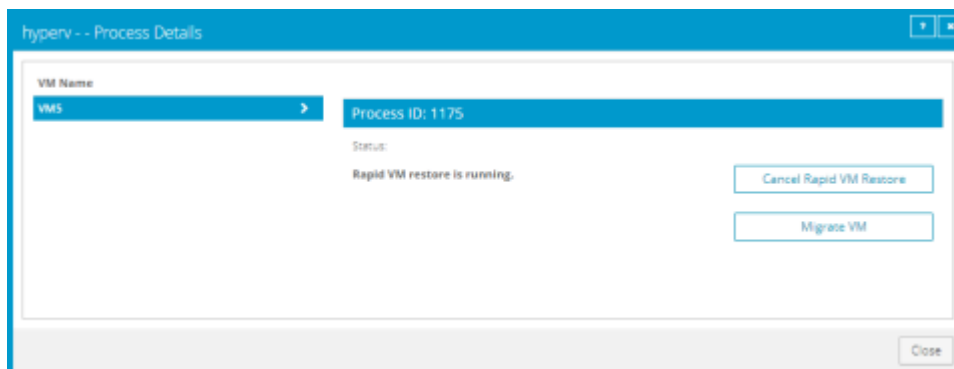 hyperv - - Process Details
VM Name
VM5
Process ID: 1175
Status:
Rapid VM restore is running.
Cancel Rapid VM Restore
Migrate VM
Close